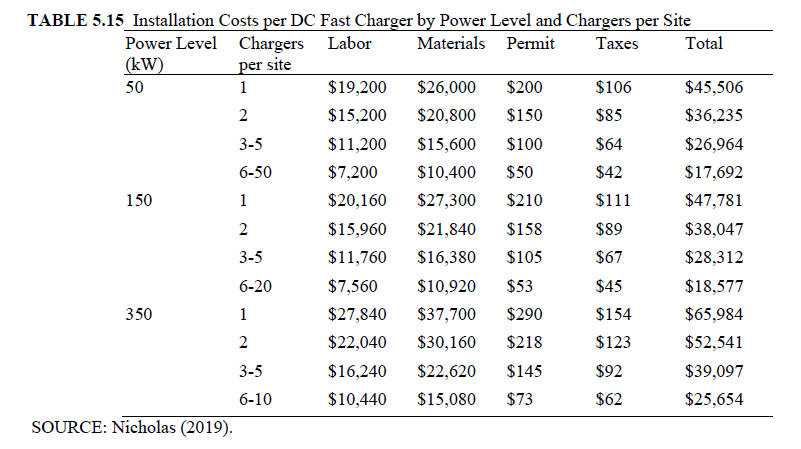 TABLE 5.15 Installation Costs per DC Fast Charger by Power Level and Chargers per Site
Power Level (kW) Chargers per site Labor Materials Permit Taxes Total
50 1 $19,200 $26,000 $200 $106 $45,506
2 $15,200 $20,800 $150 $85 $36,235
3-5 $11,200 $15,600 $100 $64 $26,964
6-50 $7,200 $10,400 $50 $42 $17,692
150 1 $20,160 $27,300 $210 $111 $47,781
2 $15,960 $21,840 $158 $89 $38,047
3-5 $11,760 $16,380 $105 $67 $28,312
6-20 $7,560 $10,920 $53 $45 $18,577
350 1 $27,840 $37,700 $290 $154 $65,984
2 $22,040 $30,160 $218 $123 $52,541
3-5 $16,240 $22,620 $145 $92 $39,097
6-10 $10,440 $15,080 $73 $62 $25,654
SOURCE: Nicholas (2019).